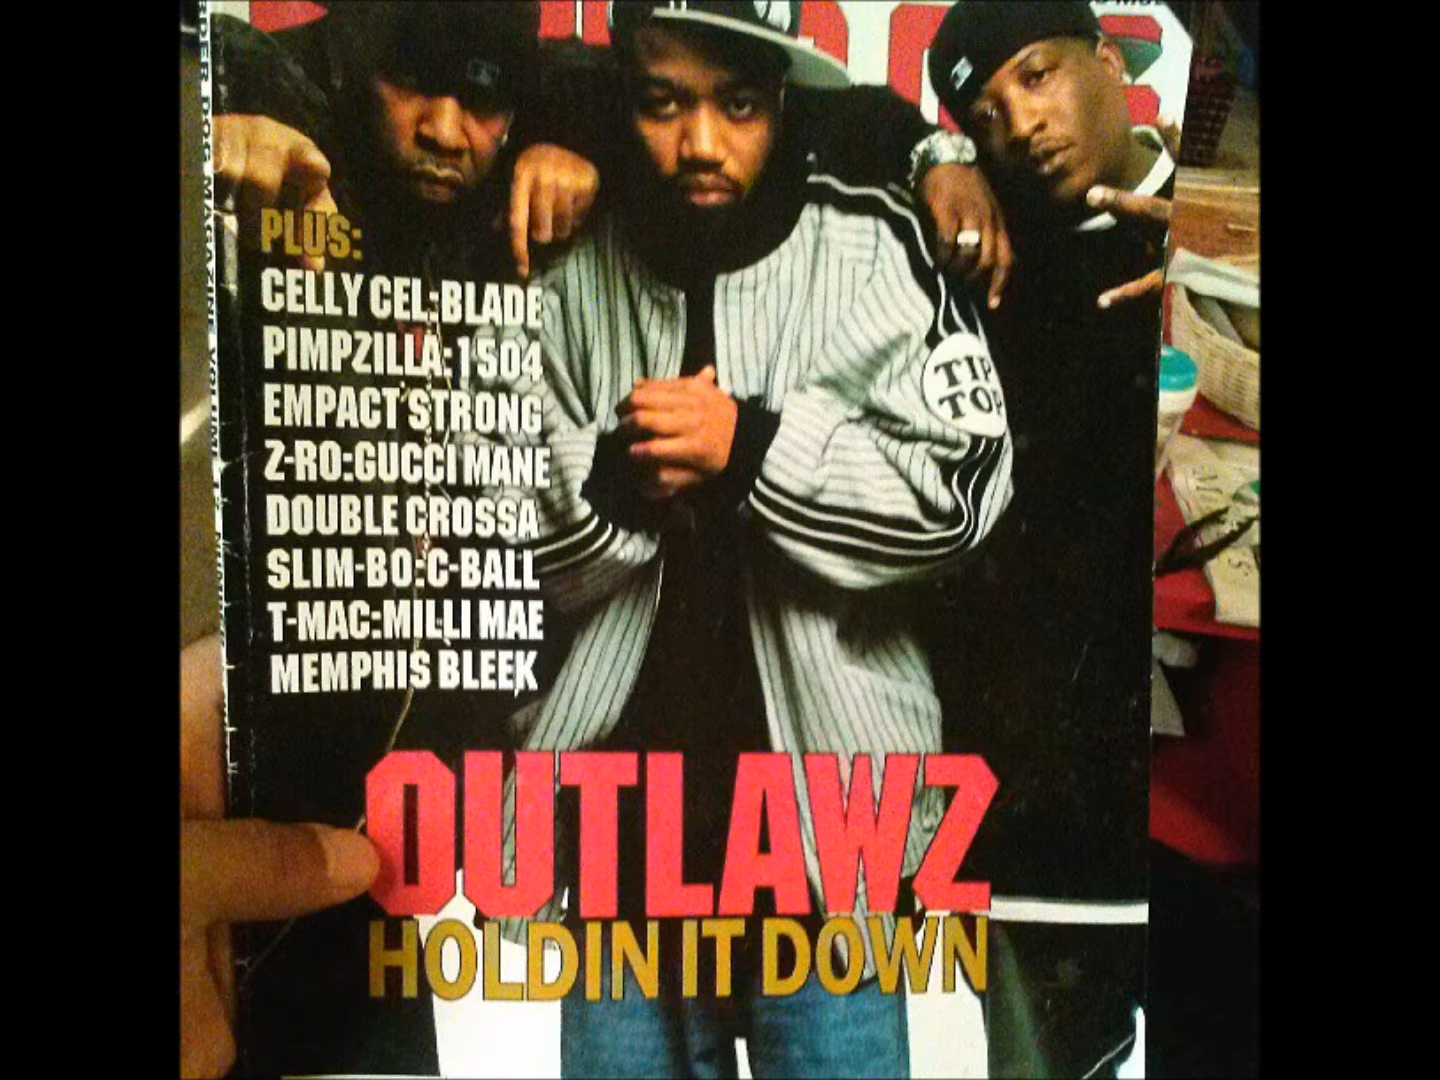 PLUS:
CELLY CEL:BLADE
PIMPZILLA:1504
EMPACT STRONG
Z-RO:GUCCI MANE
DOUBLE CROSSA
SLIM-BO:C-BALL
T-MAC:MILLI MAE
MEMPHIS BLEEK
TIP
TOP
OUTLAWZ
HOLDIN IT DOWN